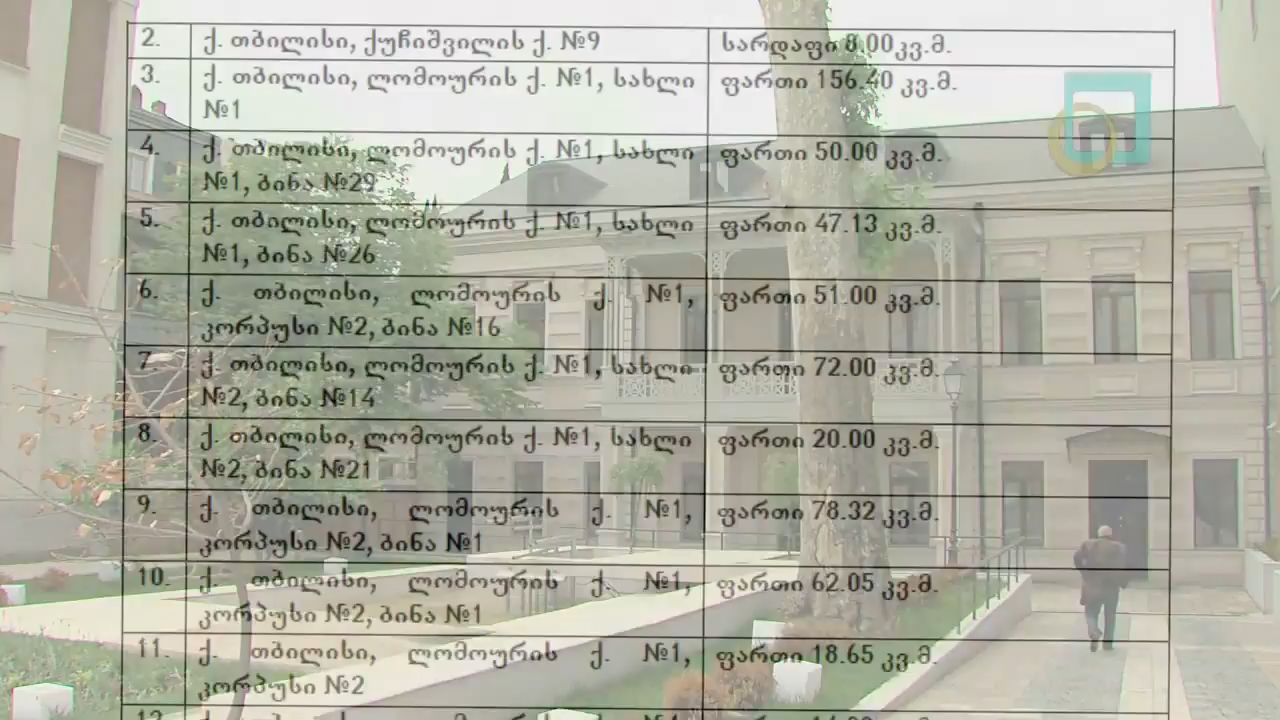 2. ქ. თბილისი, ქუჩიშვილის ქ. №9 სარდაფი 8.00კვ.მ.
3. ქ. თბილისი, ლომოურის ქ. №1, სახლი ფართი 156.40 კვ.მ.
№1
4. ქ. თბილისი, ლომოურის ქ. №1, სახლი ფართი 50.00 კვ.მ.
№1, ბინა №29
5. ქ. თბილისი, ლომოურის ქ. №1, სახლი ფართი 47.13 კვ.მ.
№1, ბინა №26
6. ქ. თბილისი, ლომოურის ქ. №1, ფართი 51.00 კვ.მ.
კორპუსი №2, ბინა №16
7. ქ. თბილისი, ლომოურის ქ. №1, სახლი ფართი 72.00 კვ.მ.
№2, ბინა №14
8. ქ. თბილისი, ლომოურის ქ. №1, სახლი ფართი 20.00 კვ.მ.
№2, ბინა №21
9. ქ. თბილისი, ლომოურის ქ. №1, ფართი 78.32 კვ.მ.
კორპუსი №2, ბინა №1
10. ქ. თბილისი, ლომოურის ქ. №1, ფართი 62.05 კვ.მ.
კორპუსი №2, ბინა №1
11. ქ. თბილისი, ლომოურის ქ. №1, ფართი 18.65 კვ.მ.
კორპუსი №2